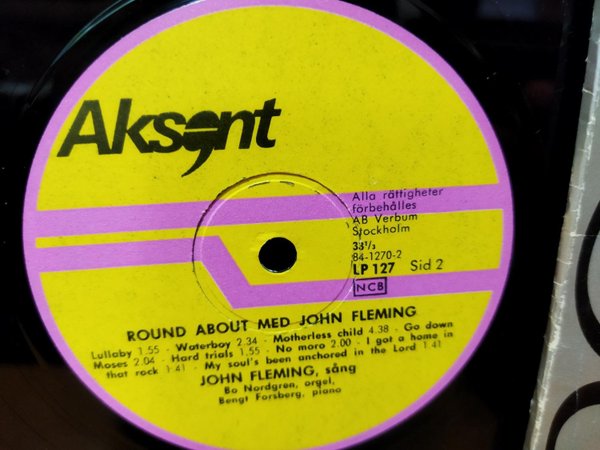 Aksent
Alla rättigheter
förbehålles
AB Verbum
Stockholm
33¹/₃
84-1270-2
LP 127 Sid 2
NCB
ROUND ABOUT MED JOHN FLEMING
Lullaby 1.55 - Waterboy 2.34 - Motherless child 4.38 - Go down
Moses 2.04 - Hard trials 1.55 - No moro 2.00 - I got a home in
that rock 1.41 - My soul's been anchored in the Lord 1.41
JOHN FLEMING, sång
Bo Nordgren, orgel,
Bengt Forsberg, piano